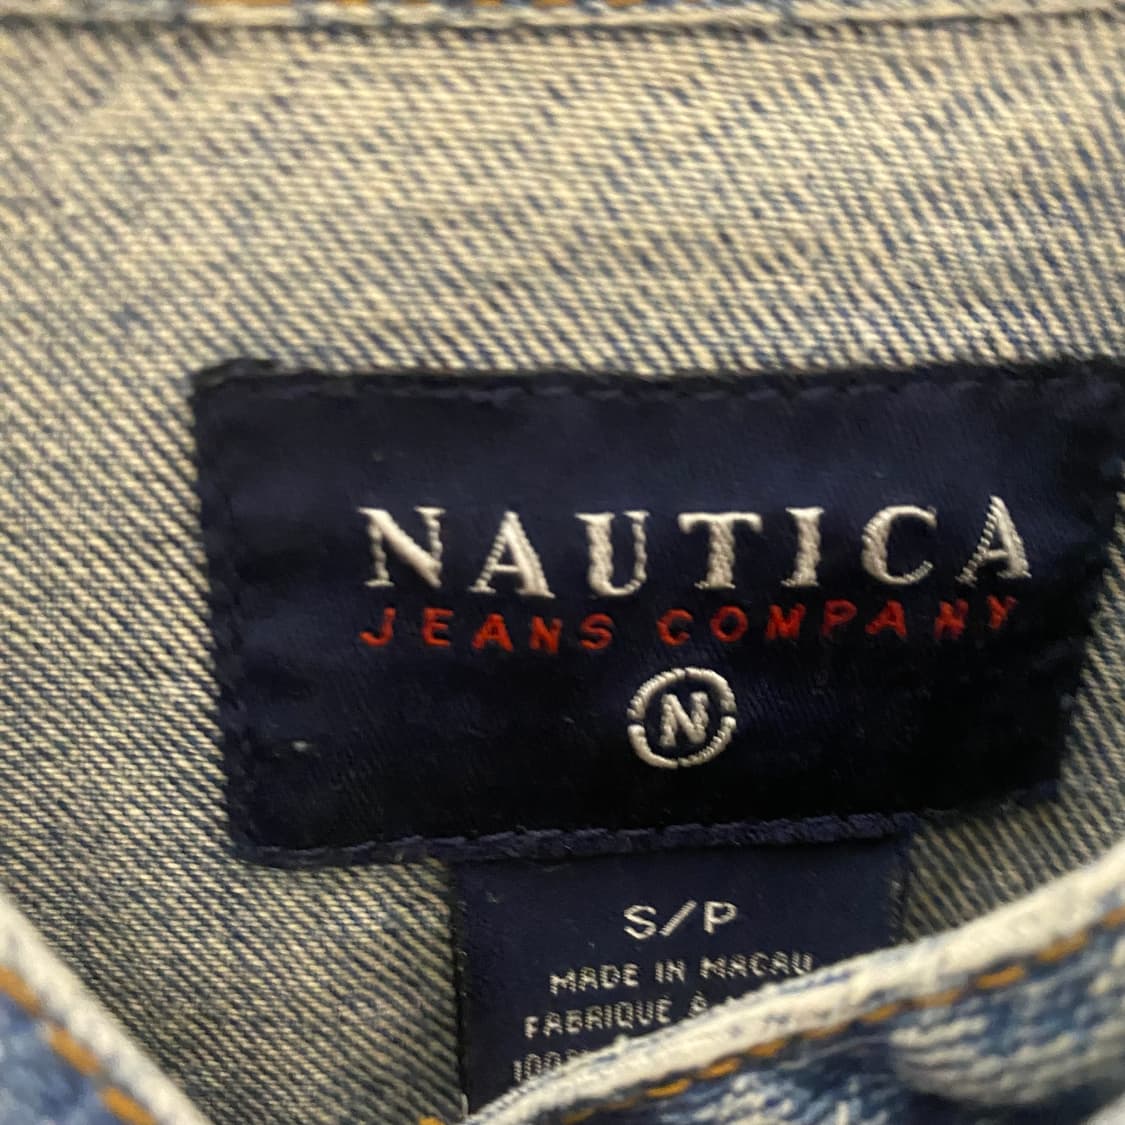 NAUTICA
JEANS COMPANY
N
S/P
MADE IN MACAU
FABRIQUÉ À